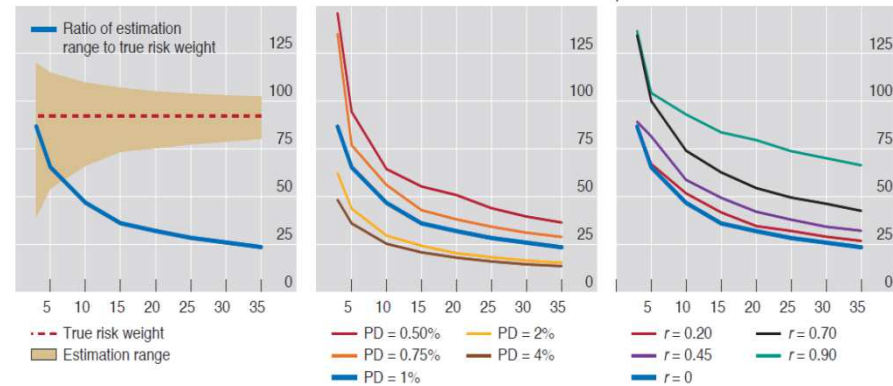 Ratio of estimation
range to true risk weight
125
100
75
50
25
0
5 10 15 20 25 30 35
True risk weight
Estimation range
125
100
75
50
25
0
5 10 15 20 25 30 35
PD = 0.50% PD = 2%
PD = 0.75% PD = 4%
PD = 1%
125
100
75
50
25
0
5 10 15 20 25 30 35
r = 0.20 r = 0.70
r = 0.45 r = 0.90
r = 0